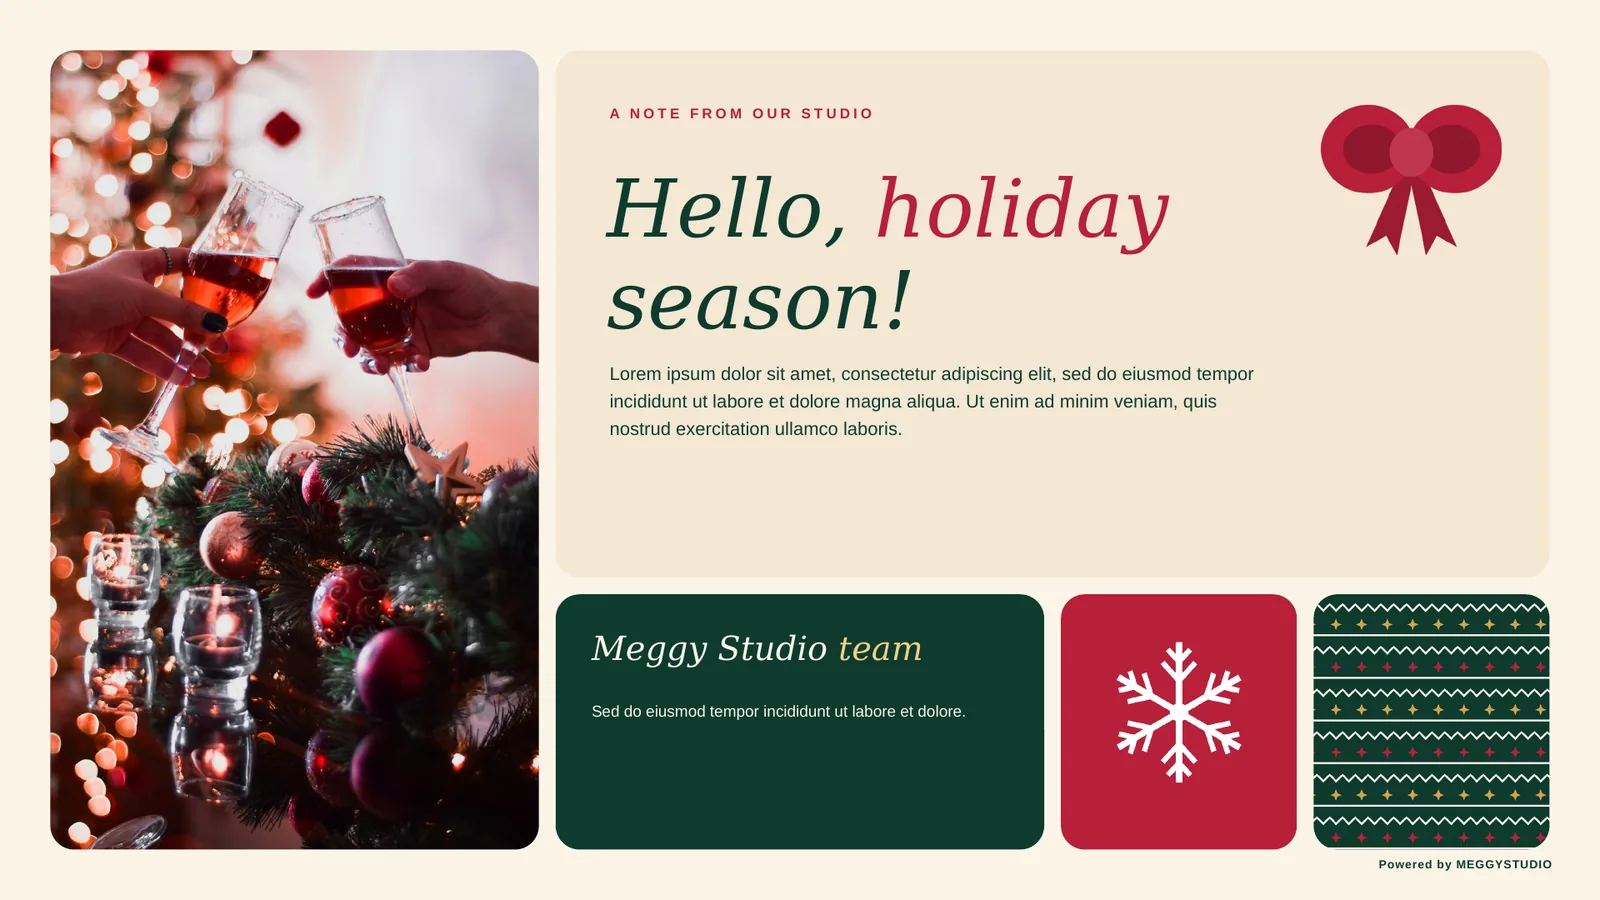 A NOTE FROM OUR STUDIO
Hello, holiday
season!
Lorem ipsum dolor sit amet, consectetur adipiscing elit, sed do eiusmod tempor
incididunt ut labore et dolore magna aliqua. Ut enim ad minim veniam, quis
nostrud exercitation ullamco laboris.
Meggy Studio team
Sed do eiusmod tempor incididunt ut labore et dolore.
Powered by MEGGYSTUDIO